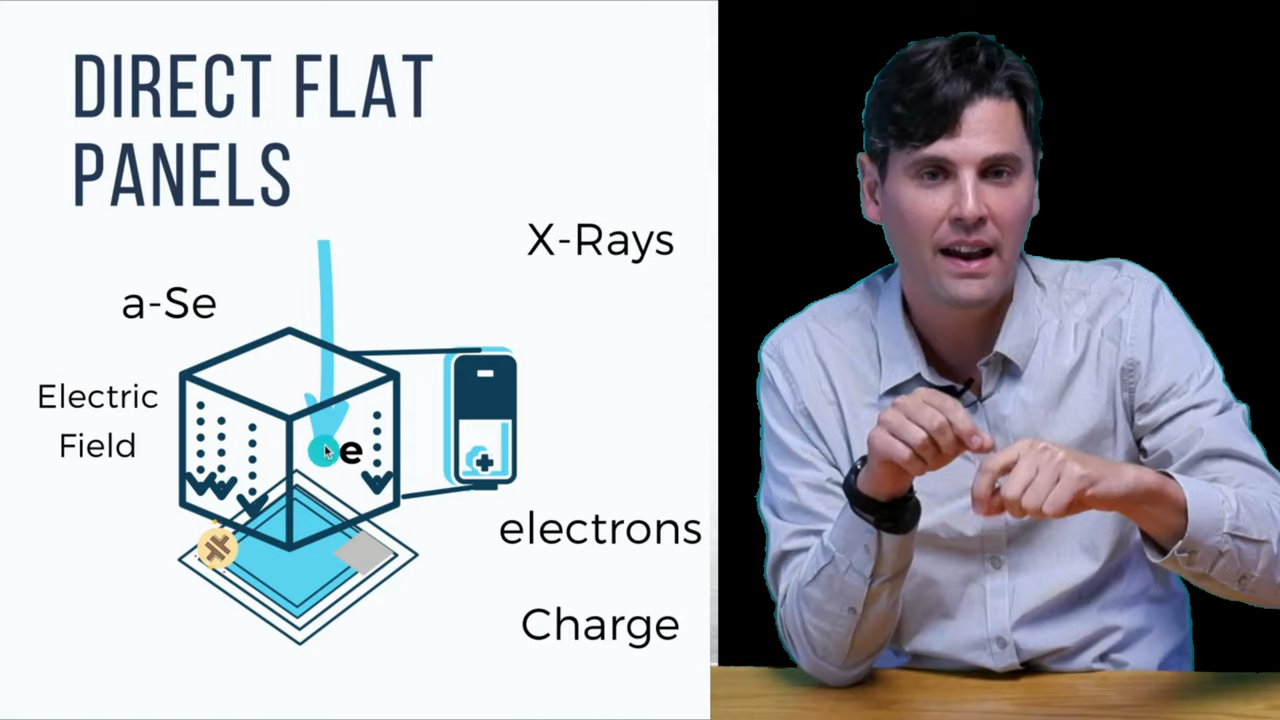 DIRECT FLAT
PANELS
X-Rays
a-Se
Electric
Field
e
electrons
Charge